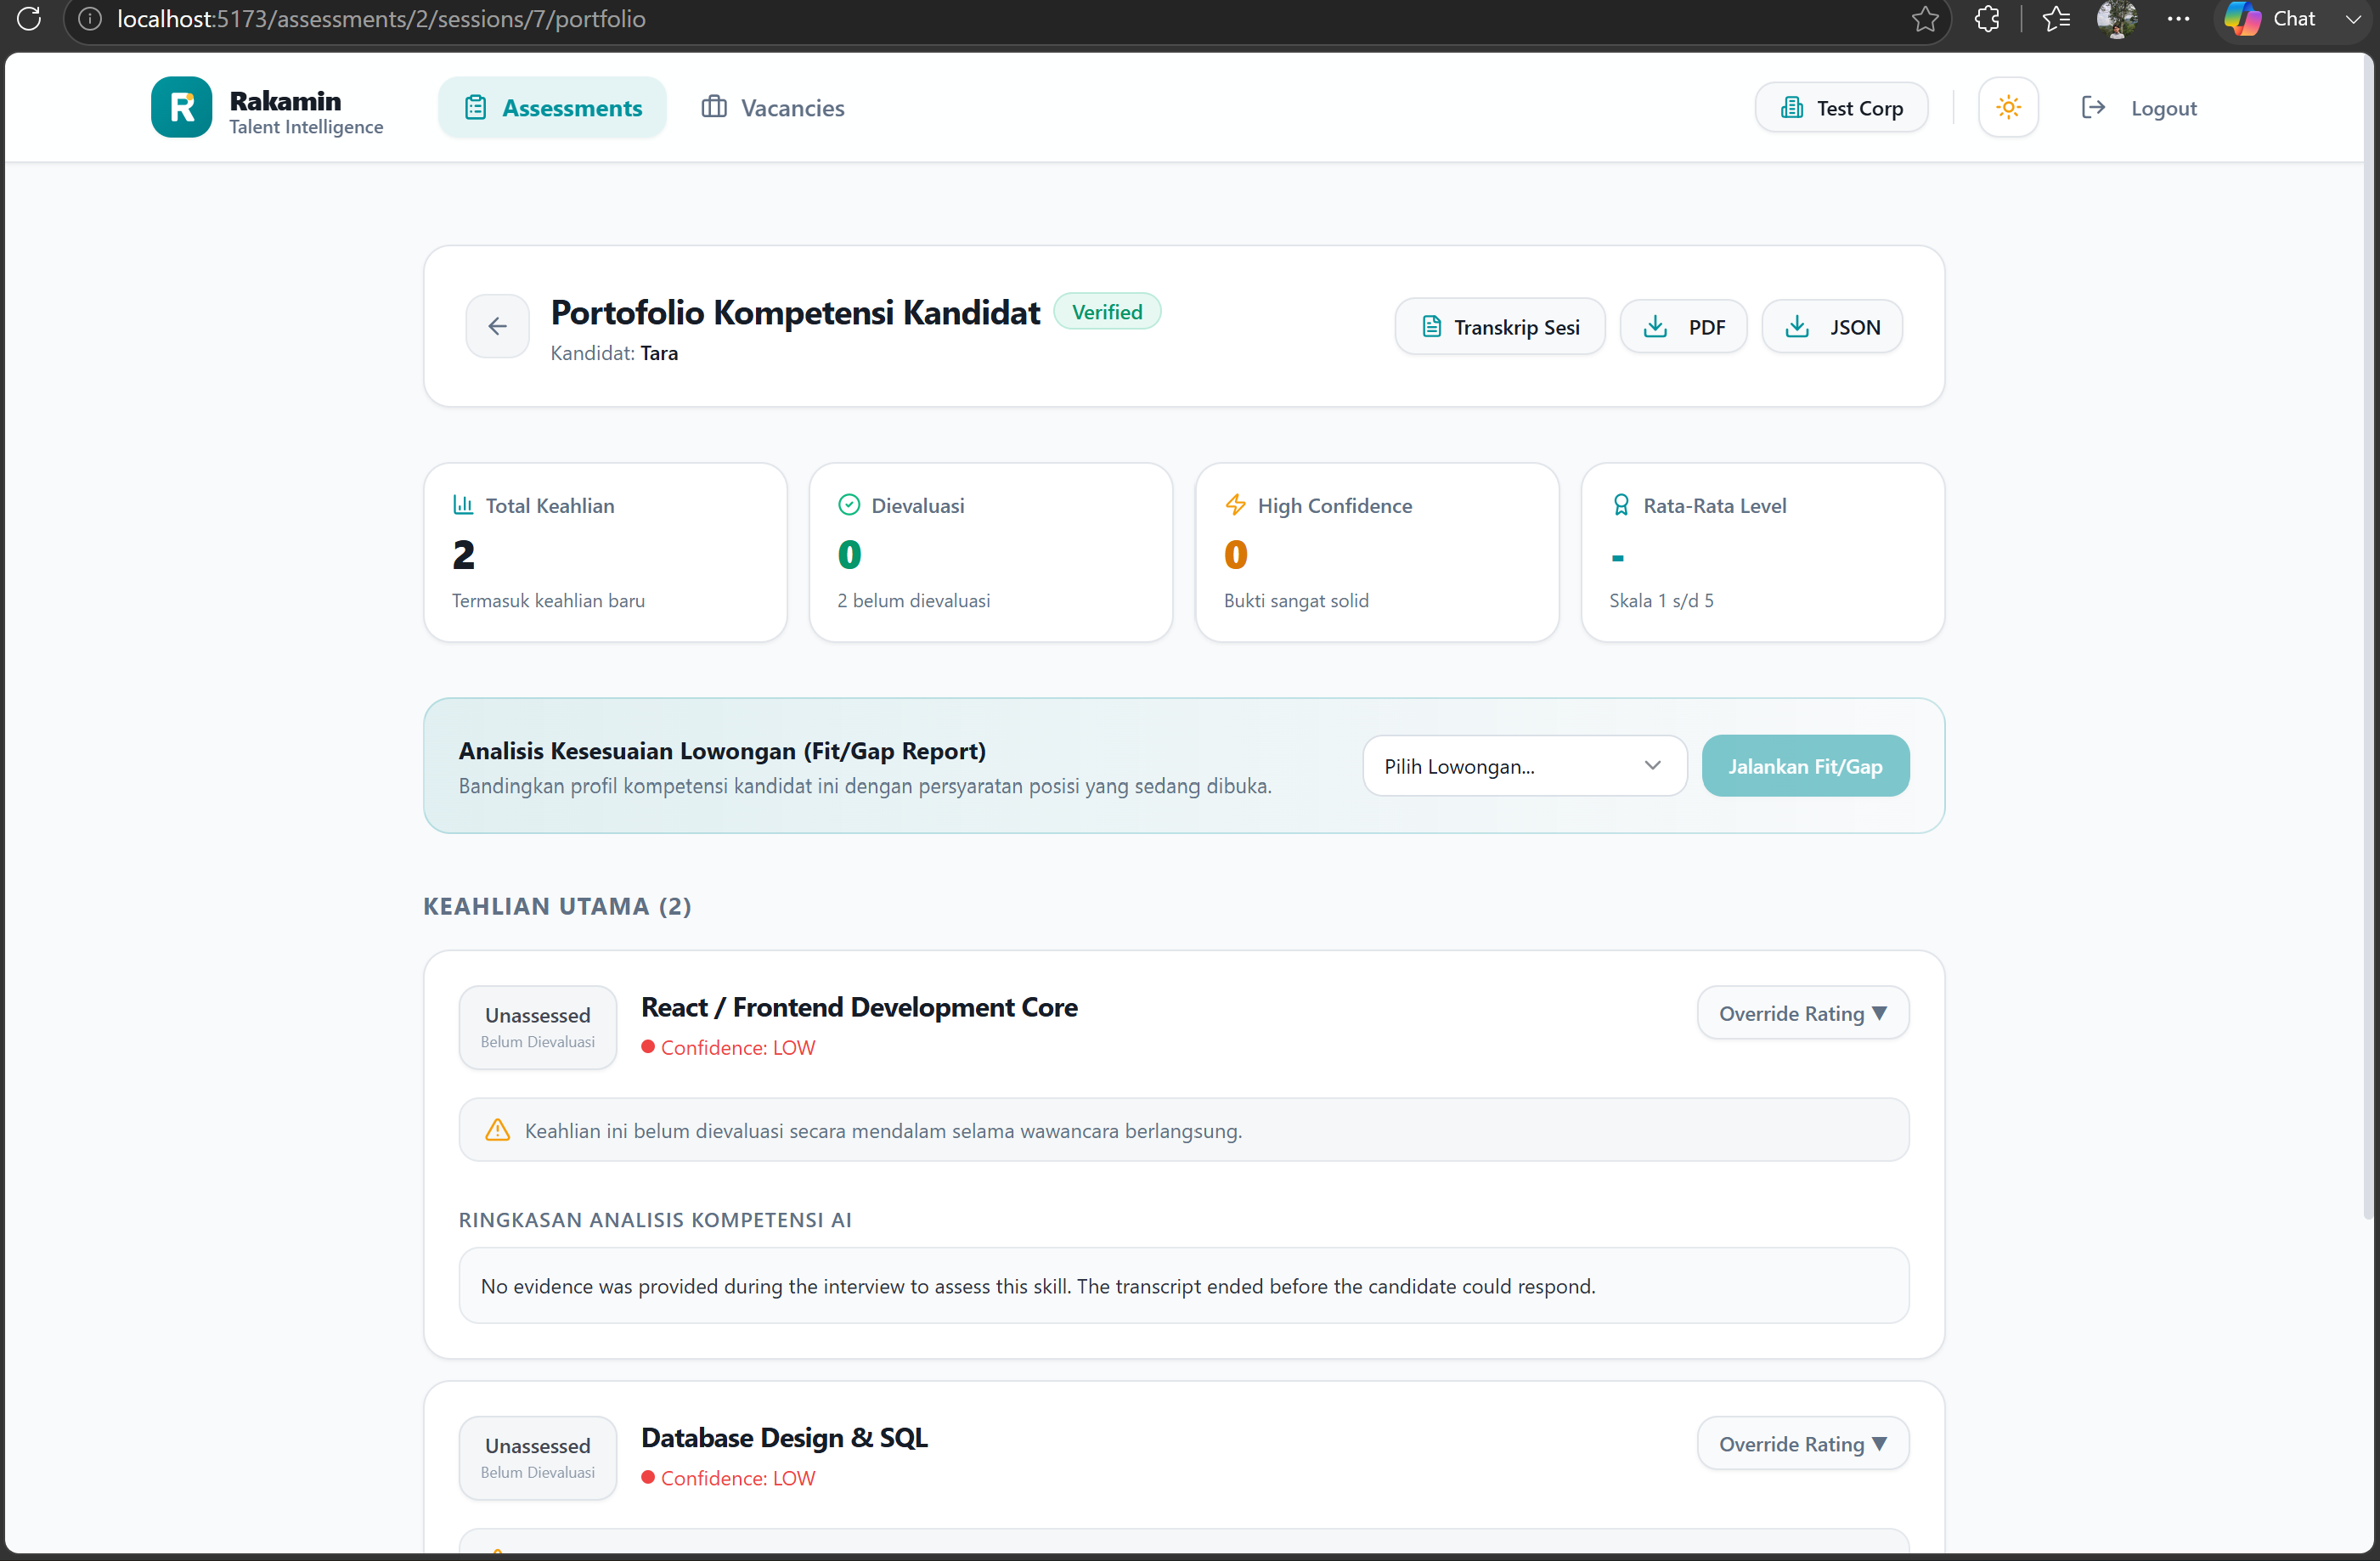 localhost:5173/assessments/2/sessions/7/portfolio
Chat
R
Rakamin
Talent Intelligence
Assessments
Vacancies
Test Corp
Logout
Portofolio Kompetensi Kandidat
Verified
Kandidat: Tara
Transkrip Sesi
PDF
JSON
Total Keahlian
2
Termasuk keahlian baru
Dievaluasi
0
2 belum dievaluasi
High Confidence
0
Bukti sangat solid
Rata-Rata Level
-
Skala 1 s/d 5
Analisis Kesesuaian Lowongan (Fit/Gap Report)
Bandingkan profil kompetensi kandidat ini dengan persyaratan posisi yang sedang dibuka.
Pilih Lowongan...
Jalankan Fit/Gap
KEAHLIAN UTAMA (2)
Unassessed
Belum Dievaluasi
React / Frontend Development Core
Confidence: LOW
Override Rating ▼
Keahlian ini belum dievaluasi secara mendalam selama wawancara berlangsung.
RINGKASAN ANALISIS KOMPETENSI AI
No evidence was provided during the interview to assess this skill. The transcript ended before the candidate could respond.
Unassessed
Belum Dievaluasi
Database Design & SQL
Confidence: LOW
Override Rating ▼